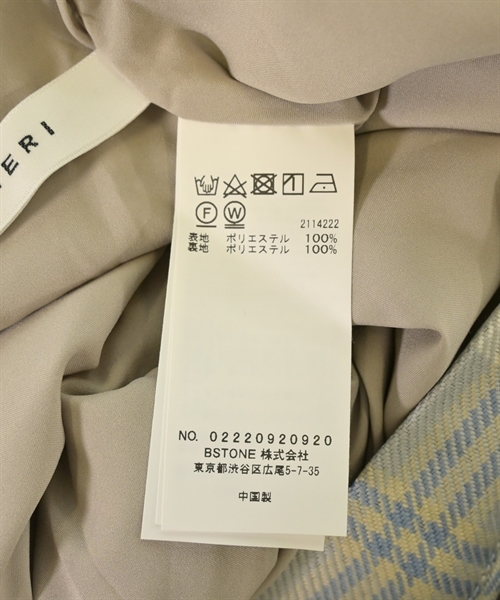 ERI
F W
2114222
表地 ポリエステル 100%
裏地 ポリエステル 100%
NO. 02220920920
BSTONE 株式会社
東京都渋谷区広尾5-7-35
中国製